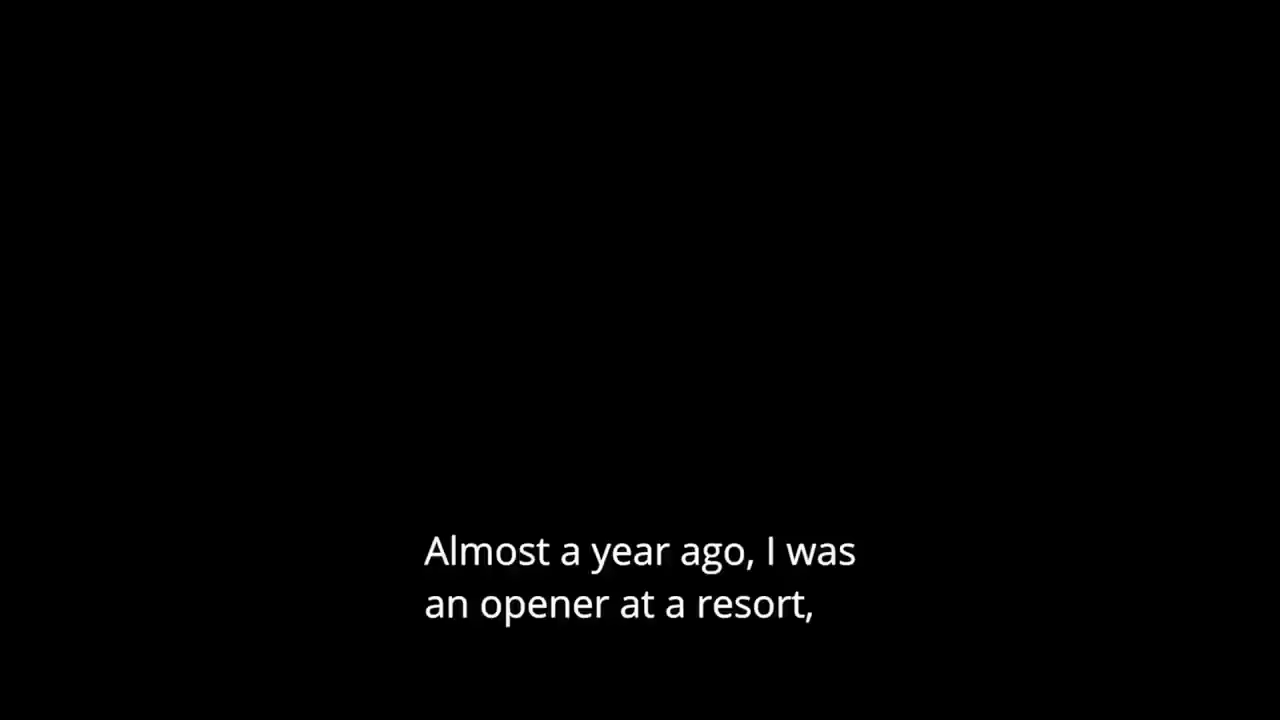 Almost a year ago, I was
an opener at a resort,